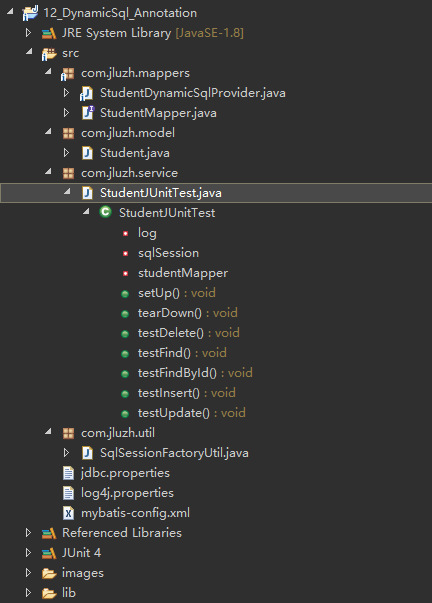 12_DynamicSql_Annotation
JRE System Library [JavaSE-1.8]
src
com.jluzh.mappers
StudentDynamicSqlProvider.java
StudentMapper.java
com.jluzh.model
Student.java
com.jluzh.service
StudentJUnitTest.java
StudentJUnitTest
log
sqlSession
studentMapper
setUp() : void
tearDown() : void
testDelete() : void
testFind() : void
testFindById() : void
testInsert() : void
testUpdate() : void
com.jluzh.util
SqlSessionFactoryUtil.java
jdbc.properties
log4j.properties
mybatis-config.xml
Referenced Libraries
JUnit 4
images
lib